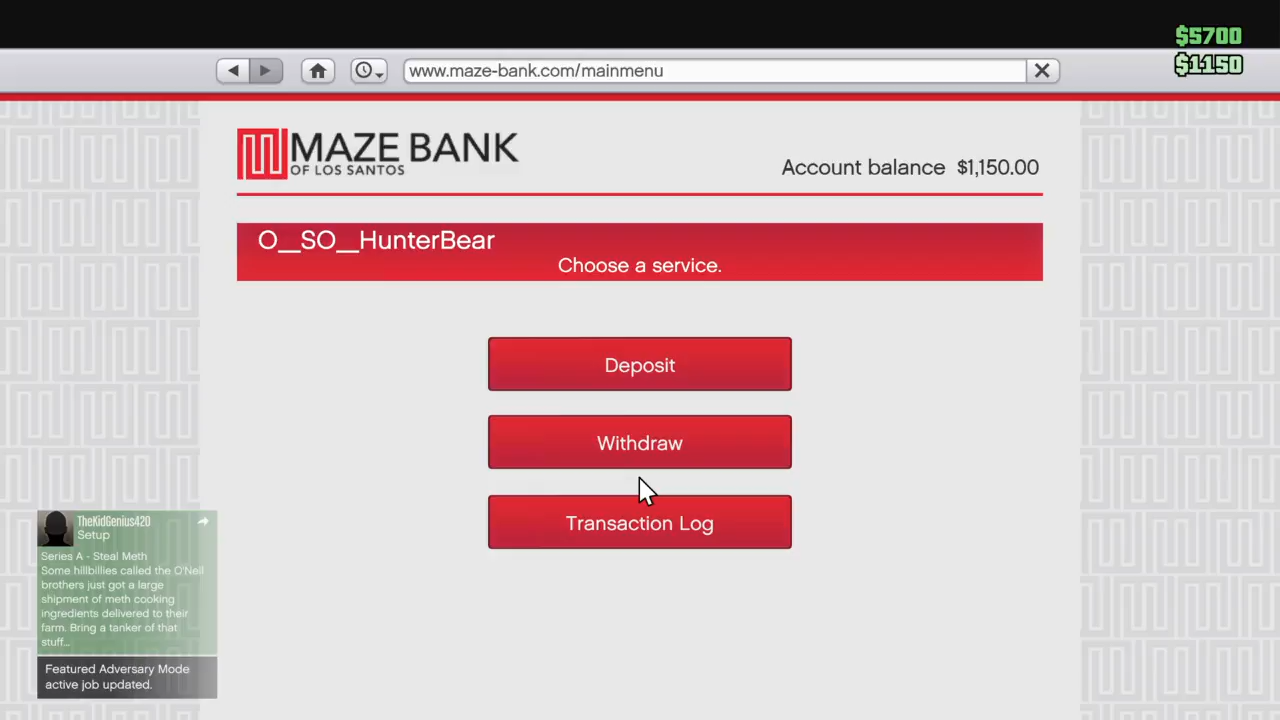 $5700
www.maze-bank.com/mainmenu
$1150
MAZE BANK
OF LOS SANTOS
Account balance $1,150.00
O__SO__HunterBear
Choose a service.
Deposit
Withdraw
Transaction Log
TheKidGenius420
Setup
Series A - Steal Meth
Some hillbillies called the O'Neil
brothers just got a large
shipment of meth cooking
ingredients delivered to their
farm. Bring a tanker of that
stuff...
Featured Adversary Mode
active job updated.